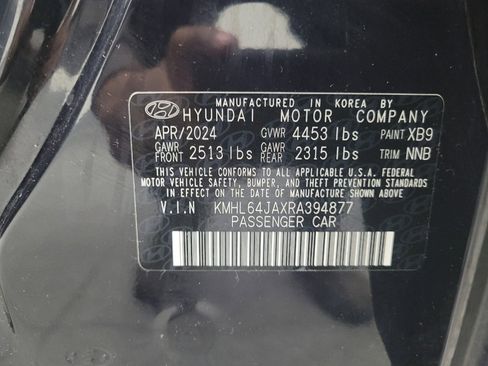 MANUFACTURED IN KOREA BY
HYUNDAI MOTOR COMPANY
APR/2024 GVWR 4453 lbs PAINT XB9
GAWR FRONT 2513 lbs GAWR REAR 2315 lbs TRIM NNB
THIS VEHICLE CONFORMS TO ALL APPLICABLE U.S.A. FEDERAL
MOTOR VEHICLE SAFETY, BUMPER, AND THEFT PREVENTION
STANDARDS IN EFFECT ON THE DATE OF MANUFACTURE SHOWN ABOVE
V.I.N KMHL64JAXRA394877
PASSENGER CAR